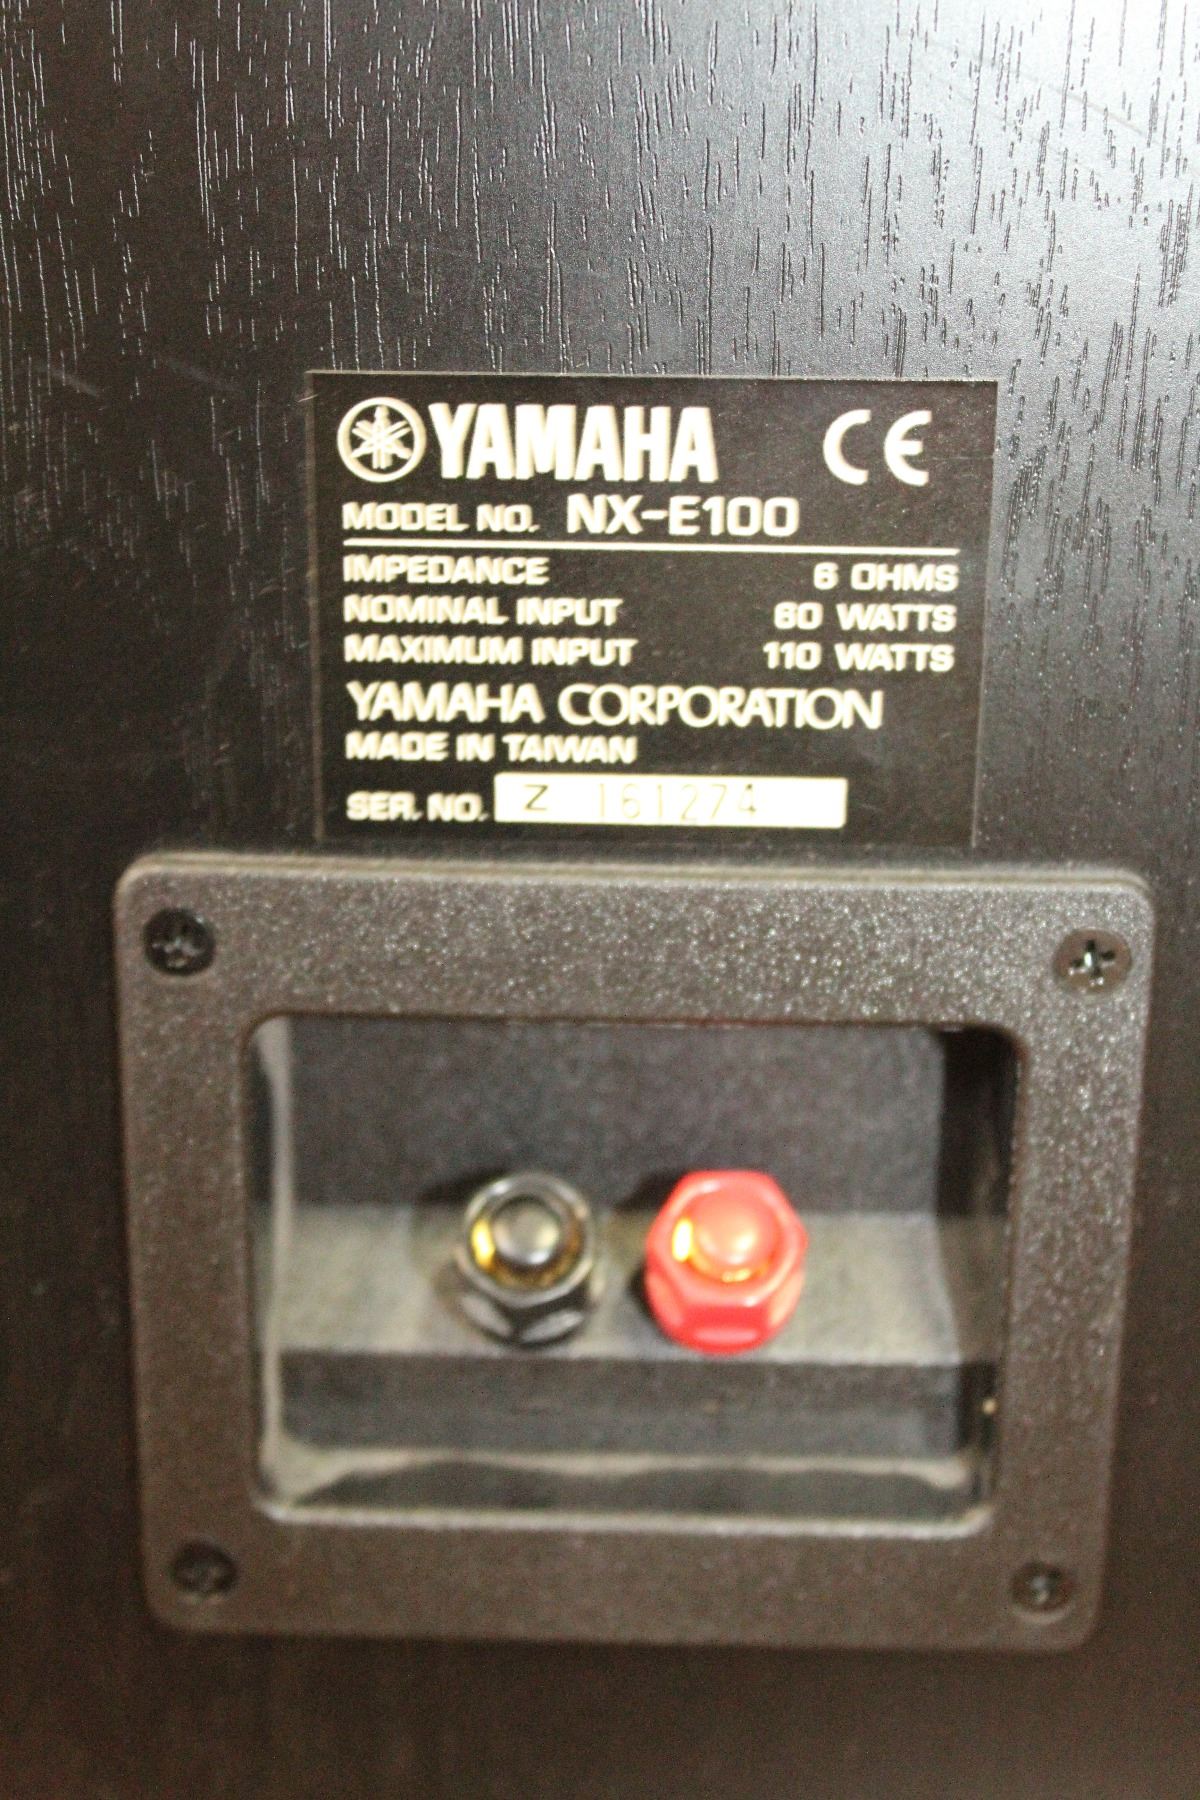 YAMAHA CE
MODEL NO. NX-E100
IMPEDANCE 6 OHMS
NOMINAL INPUT 60 WATTS
MAXIMUM INPUT 110 WATTS
YAMAHA CORPORATION
MADE IN TAIWAN
SER. NO. Z 161274